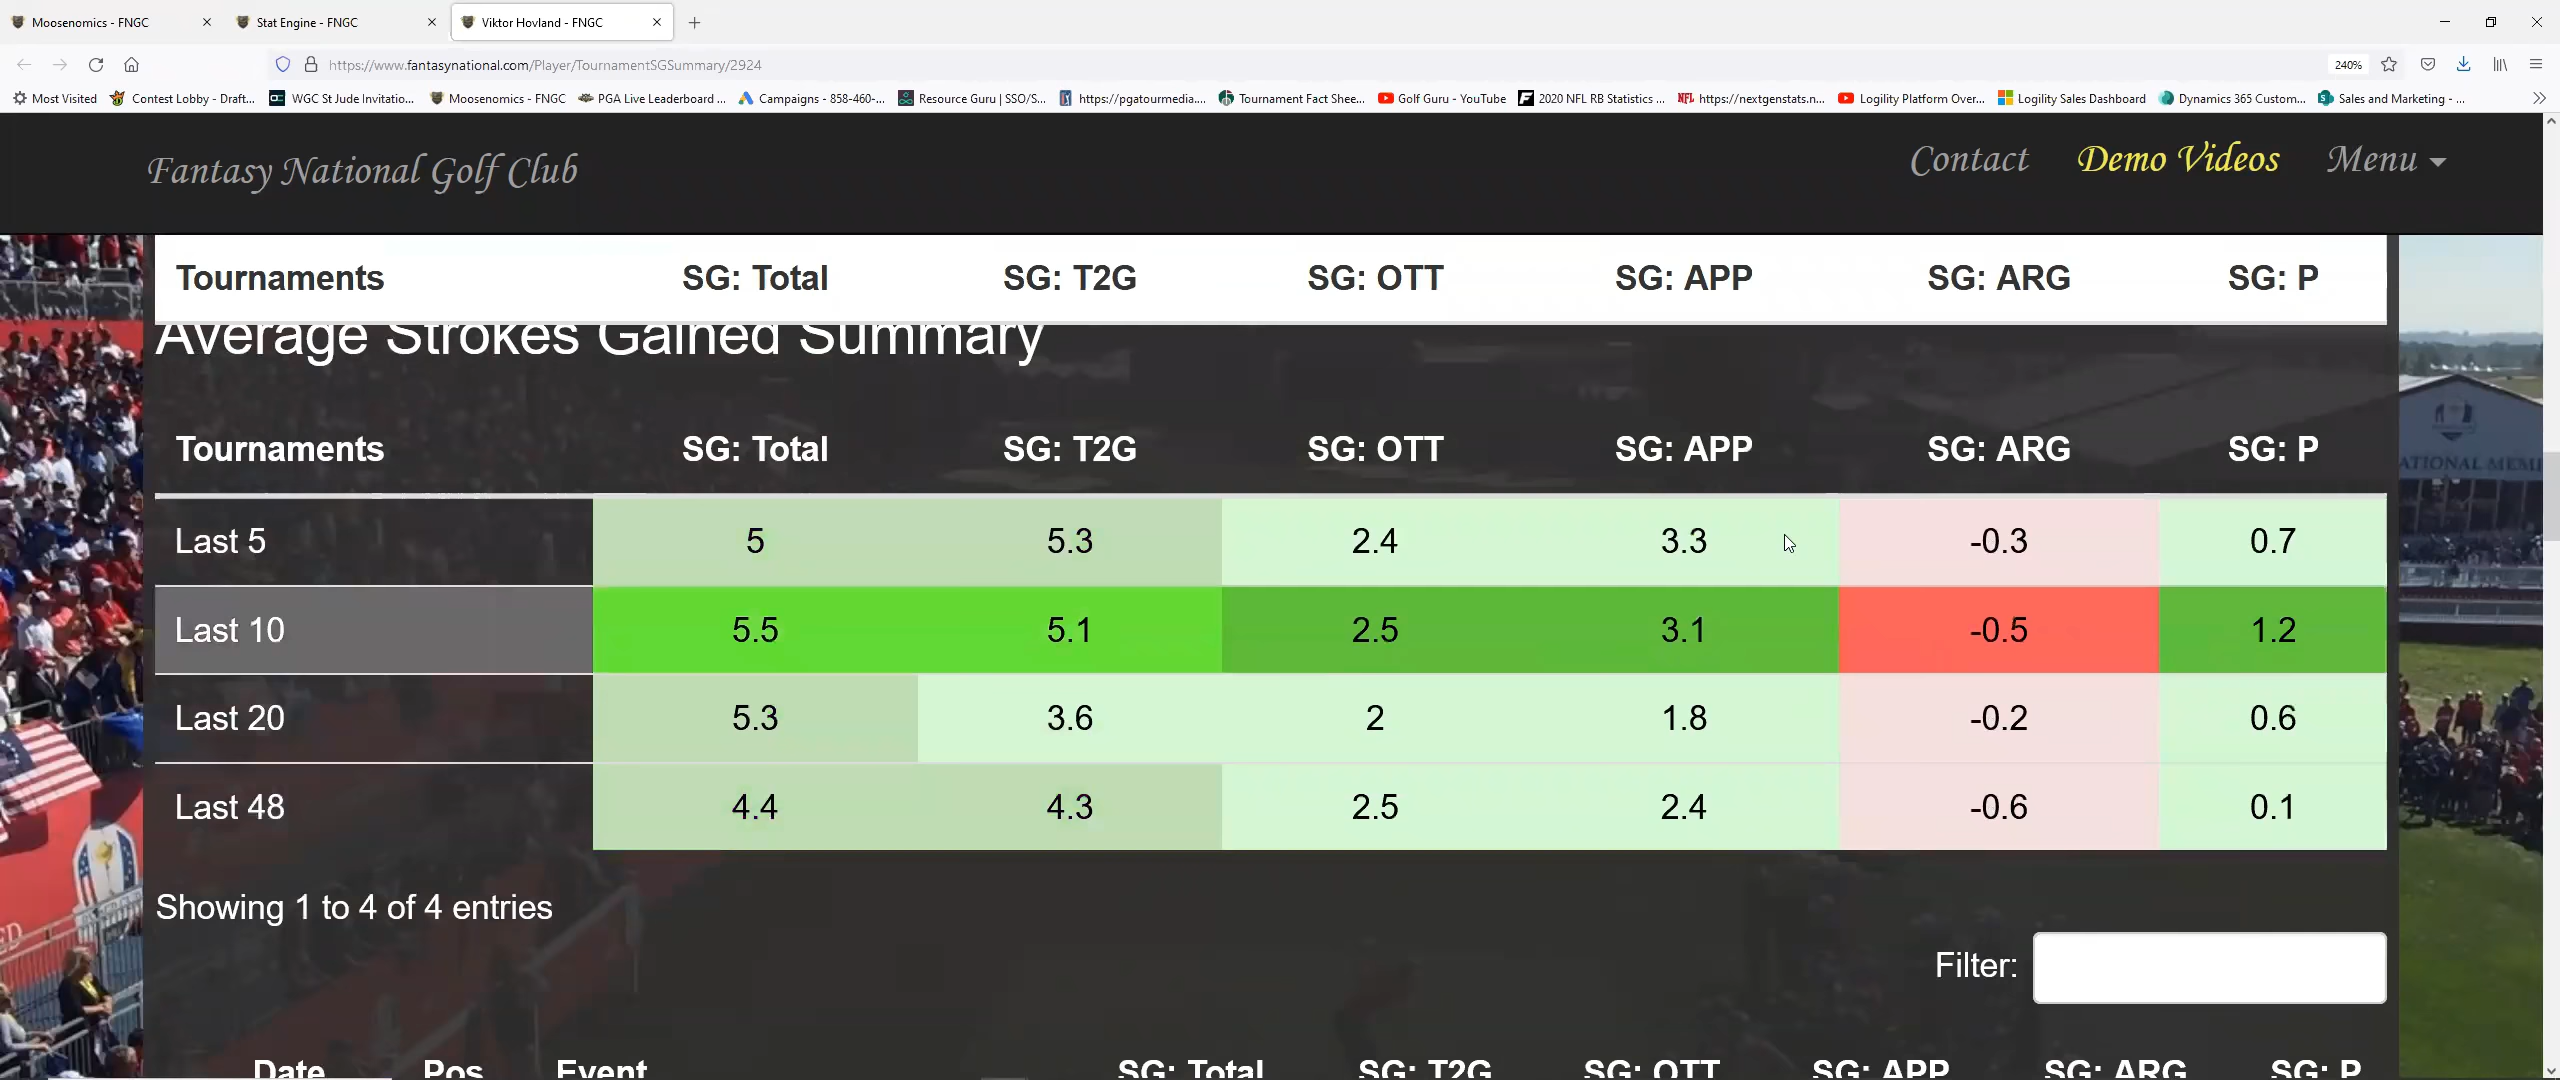 Moosenomics - FNGC
Stat Engine - FNGC
Viktor Hovland - FNGC
https://www.fantasynational.com/Player/TournamentSGSummary/2924
240%
Most Visited
Contest Lobby - Draft...
WGC St Jude Invitatio...
Moosenomics - FNGC
PGA Live Leaderboard ...
Campaigns - 858-460-...
Resource Guru | SSO/S...
https://pgatourmedia....
Tournament Fact Shee...
Golf Guru - YouTube
2020 NFL RB Statistics ...
https://nextgenstats.n...
Logility Platform Over...
Logility Sales Dashboard
Dynamics 365 Custom...
Sales and Marketing - ...
Fantasy National Golf Club
Contact Demo Videos Menu
Tournaments SG: Total SG: T2G SG: OTT SG: APP SG: ARG SG: P
Average Strokes Gained Summary
Tournaments SG: Total SG: T2G SG: OTT SG: APP SG: ARG SG: P
Last 5 5 5.3 2.4 3.3 -0.3 0.7
Last 10 5.5 5.1 2.5 3.1 -0.5 1.2
Last 20 5.3 3.6 2 1.8 -0.2 0.6
Last 48 4.4 4.3 2.5 2.4 -0.6 0.1
Showing 1 to 4 of 4 entries
Filter:
Date Pos Event SG: Total SG: T2G SG: OTT SG: APP SG: ARG SG: P